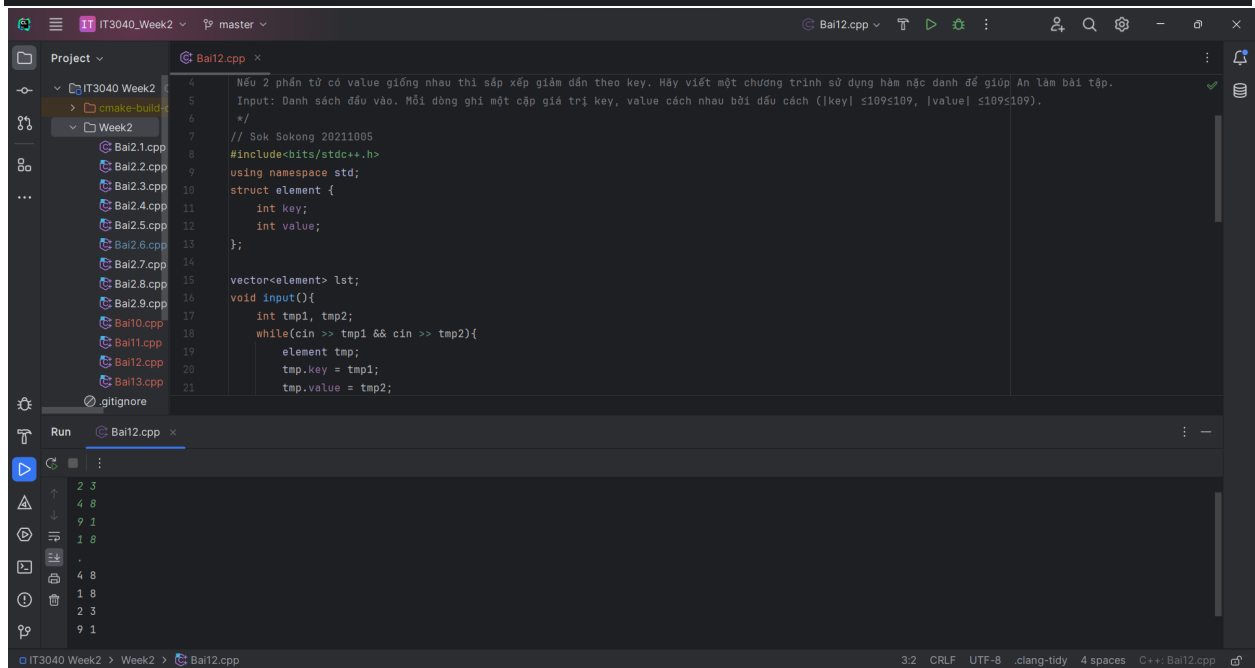 IT IT3040_Week2 master Bai12.cpp
Project
Bai12.cpp
IT3040 Week2
cmake-build-
Week2
Bai2.1.cpp
Bai2.2.cpp
Bai2.3.cpp
Bai2.4.cpp
Bai2.5.cpp
Bai2.6.cpp
Bai2.7.cpp
Bai2.8.cpp
Bai2.9.cpp
Bai10.cpp
Bai11.cpp
Bai12.cpp
Bai13.cpp
.gitignore
4 Nếu 2 phần tử có value giống nhau thì sắp xếp giảm dần theo key. Hãy viết một chương trình sử dụng hàm nặc danh để giúp An làm bài tập.
5 Input: Danh sách đầu vào. Mỗi dòng ghi một cặp giá trị key, value cách nhau bởi dấu cách (|key| ≤109≤109, |value| ≤109≤109).
6 */
7 // Sok Sokong 20211005
8 #include<bits/stdc++.h>
9 using namespace std;
10 struct element {
11 int key;
12 int value;
13 };
14
15 vector<element> lst;
16 void input(){
17 int tmp1, tmp2;
18 while(cin >> tmp1 && cin >> tmp2){
19 element tmp;
20 tmp.key = tmp1;
21 tmp.value = tmp2;
Run Bai12.cpp
2 3
4 8
9 1
1 8
.
4 8
1 8
2 3
9 1
IT3040 Week2 > Week2 > Bai12.cpp 3:2 CRLF UTF-8 .clang-tidy 4 spaces C++: Bai12.cpp